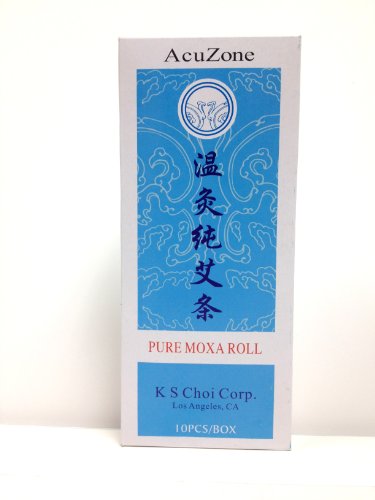 AcuZone
温灸纯艾条
PURE MOXA ROLL
K S Choi Corp.
Los Angeles, CA
10PCS/BOX